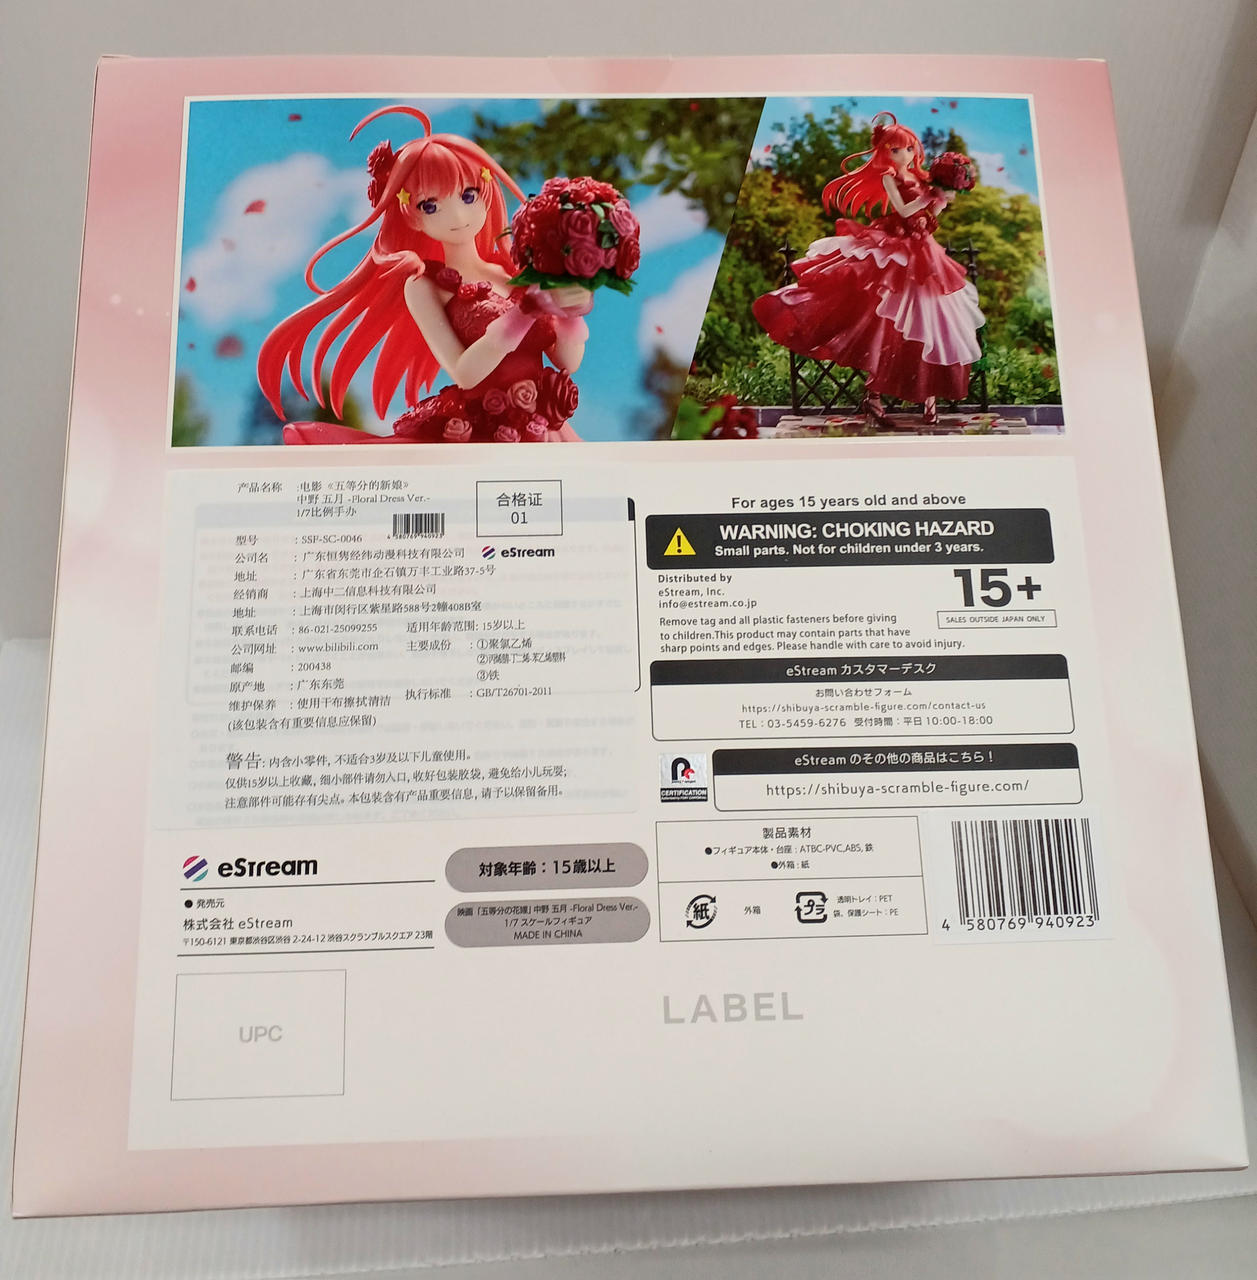 产品名称 :电影《五等分的新娘》
中野 五月 -Floral Dress Ver.-
1/7比例手办
合格证
01
4 580769 940923
型号 : SSF-SC-0046
公司名 : 广东恒隽经纬动漫科技有限公司
eStream
地址 : 广东省东莞市企石镇万丰工业路37-5号
经销商 : 上海中二信息科技有限公司
地址 : 上海市闵行区紫星路588号2幢408B室
联系电话 : 86-021-25099255 适用年龄范围: 15岁以上
公司网址 : www.bilibili.com 主要成份 : ①聚氯乙烯
②丙烯腈-丁二烯-苯乙烯塑料
邮编 : 200438
③铁
原产地 : 广东东莞
维护保养 : 使用干布擦拭清洁 执行标准 : GB/T26701-2011
(该包装含有重要信息应保留)
警告: 内含小零件, 不适合3岁及以下儿童使用。
仅供15岁以上收藏, 细小部件请勿入口, 收好包装胶袋, 避免给小儿玩耍;
注意部件可能存有尖点。本包装含有产品重要信息, 请予以保留备用。
For ages 15 years old and above
WARNING: CHOKING HAZARD
Small parts. Not for children under 3 years.
Distributed by
eStream, Inc.
info@estream.co.jp
15+
SALES OUTSIDE JAPAN ONLY
Remove tag and all plastic fasteners before giving
to children.This product may contain parts that have
sharp points and edges. Please handle with care to avoid injury.
eStream カスタマーデスク
お問い合わせフォーム
https://shibuya-scramble-figure.com/contact-us
TEL : 03-5459-6276 受付時間 : 平日 10:00-18:00
CERTIFICATION
eStream のその他の商品はこちら！
https://shibuya-scramble-figure.com/
eStream
● 発売元
株式会社 eStream
〒150-6121 東京都渋谷区渋谷 2-24-12 渋谷スクランブルスクエア 23階
対象年齢：15歳以上
映画「五等分の花嫁」中野 五月 -Floral Dress Ver.-
1/7 スケールフィギュア
MADE IN CHINA
製品素材
●フィギュア本体・台座 : ATBC-PVC,ABS, 鉄
●外箱 : 紙
紙
外箱
プラ
透明トレイ : PET
袋、保護シート : PE
4 580769 940923
UPC
LABEL